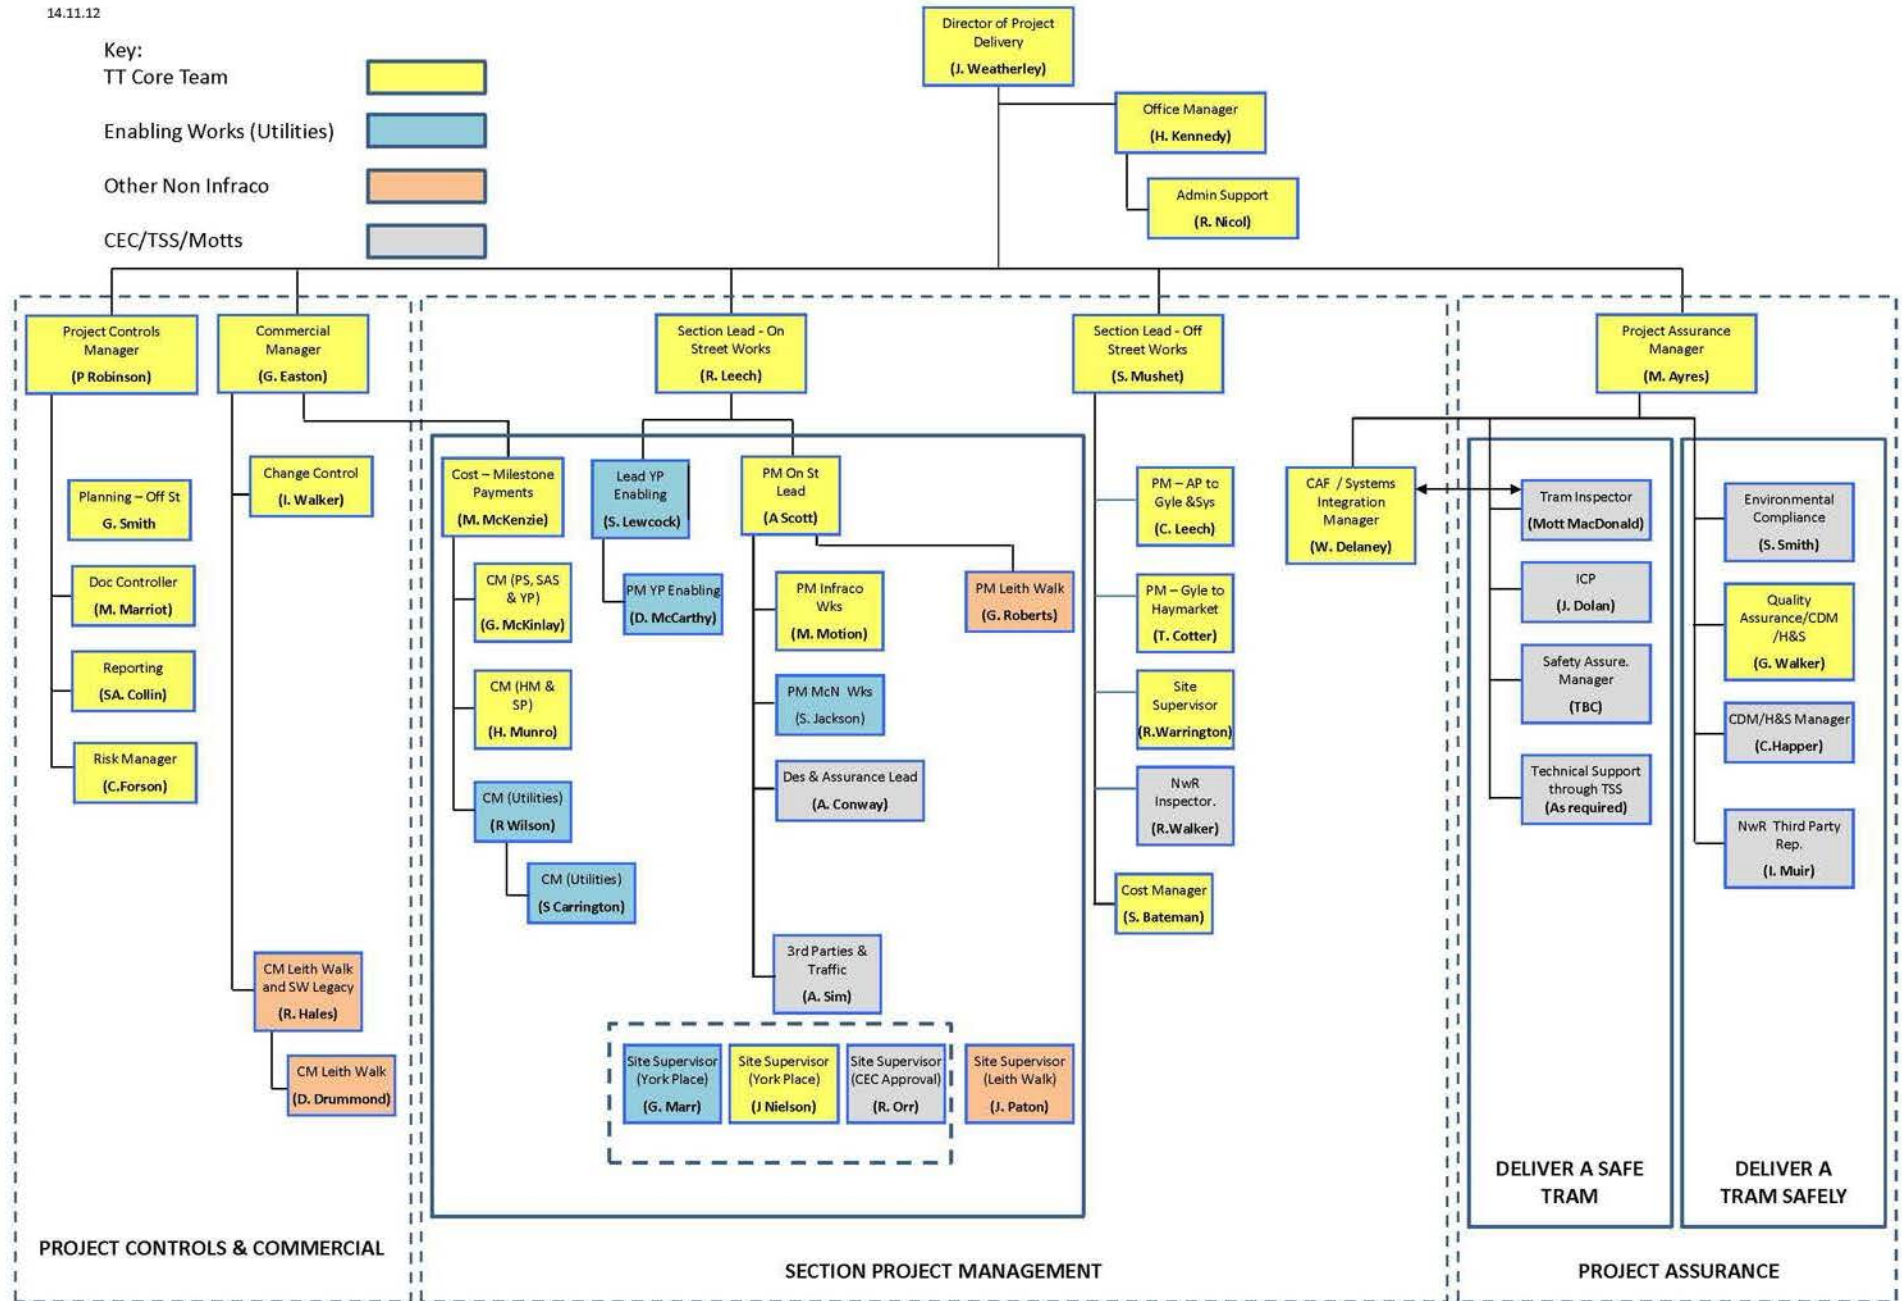 14.11.12
Key:
TT Core Team
Enabling Works (Utilities)
Other Non Infraco
CEC/TSS/Motts
Director of Project
Delivery
(J. Weatherley)
Office Manager
(H. Kennedy)
Admin Support
(R. Nicol)
Project Controls
Manager
(P Robinson)
Commercial
Manager
(G. Easton)
Section Lead - On
Street Works
(R. Leech)
Section Lead - Off
Street Works
(S. Mushet)
Project Assurance
Manager
(M. Ayres)
Planning – Off St
G. Smith
Doc Controller
(M. Marriot)
Reporting
(SA. Collin)
Risk Manager
(C.Forson)
Change Control
(I. Walker)
CM Leith Walk
and SW Legacy
(R. Hales)
CM Leith Walk
(D. Drummond)
PROJECT CONTROLS & COMMERCIAL
Cost – Milestone
Payments
(M. McKenzie)
CM (PS, SAS
& YP)
(G. McKinlay)
CM (HM &
SP)
(H. Munro)
CM (Utilities)
(R Wilson)
CM (Utilities)
(S Carrington)
Lead YP
Enabling
(S. Lewcock)
PM YP Enabling
(D. McCarthy)
PM On St
Lead
(A Scott)
PM Infraco
Wks
(M. Motion)
PM McN Wks
(S. Jackson)
Des & Assurance Lead
(A. Conway)
3rd Parties &
Traffic
(A. Sim)
PM Leith Walk
(G. Roberts)
Site Supervisor
(York Place)
(G. Marr)
Site Supervisor
(York Place)
(J Nielson)
Site Supervisor
(CEC Approval)
(R. Orr)
Site Supervisor
(Leith Walk)
(J. Paton)
PM – AP to
Gyle &Sys
(C. Leech)
PM – Gyle to
Haymarket
(T. Cotter)
Site
Supervisor
(R.Warrington)
NwR
Inspector.
(R.Walker)
Cost Manager
(S. Bateman)
CAF / Systems
Integration
Manager
(W. Delaney)
SECTION PROJECT MANAGEMENT
Tram Inspector
(Mott MacDonald)
ICP
(J. Dolan)
Safety Assure.
Manager
(TBC)
Technical Support
through TSS
(As required)
DELIVER A SAFE
TRAM
Environmental
Compliance
(S. Smith)
Quality
Assurance/CDM
/H&S
(G. Walker)
CDM/H&S Manager
(C.Happer)
NwR Third Party
Rep.
(I. Muir)
DELIVER A
TRAM SAFELY
PROJECT ASSURANCE